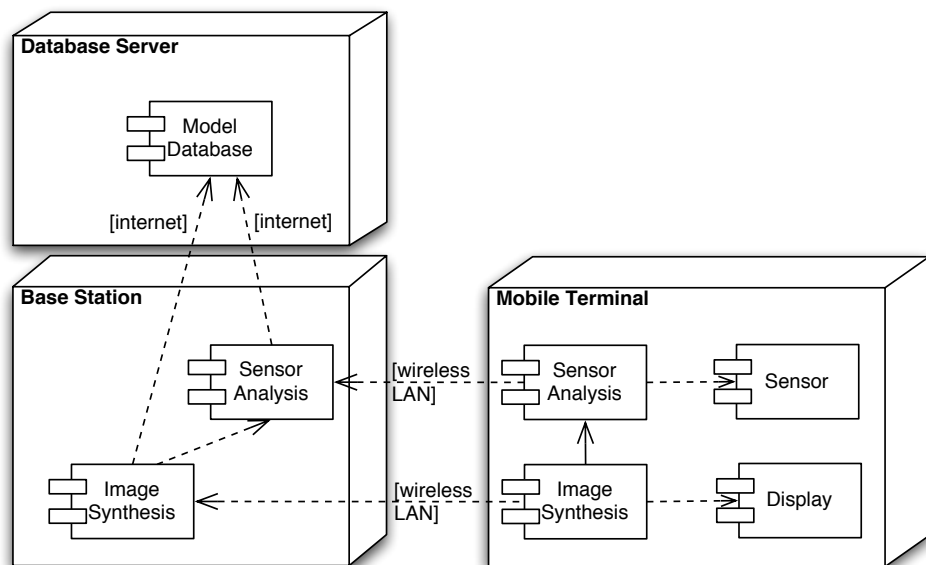 Database Server
Model
Database
[internet]
[internet]
Base Station
Sensor
Analysis
Image
Synthesis
[wireless
LAN]
[wireless
LAN]
Mobile Terminal
Sensor
Analysis
Sensor
Image
Synthesis
Display